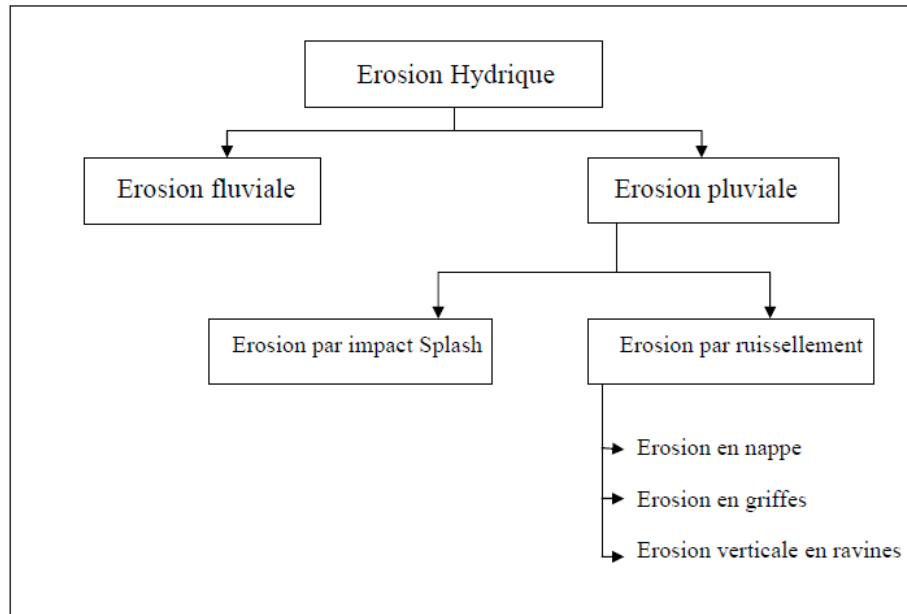 Erosion Hydrique
Erosion fluviale
Erosion pluviale
Erosion par impact Splash
Erosion par ruissellement
Erosion en nappe
Erosion en griffes
Erosion verticale en ravines